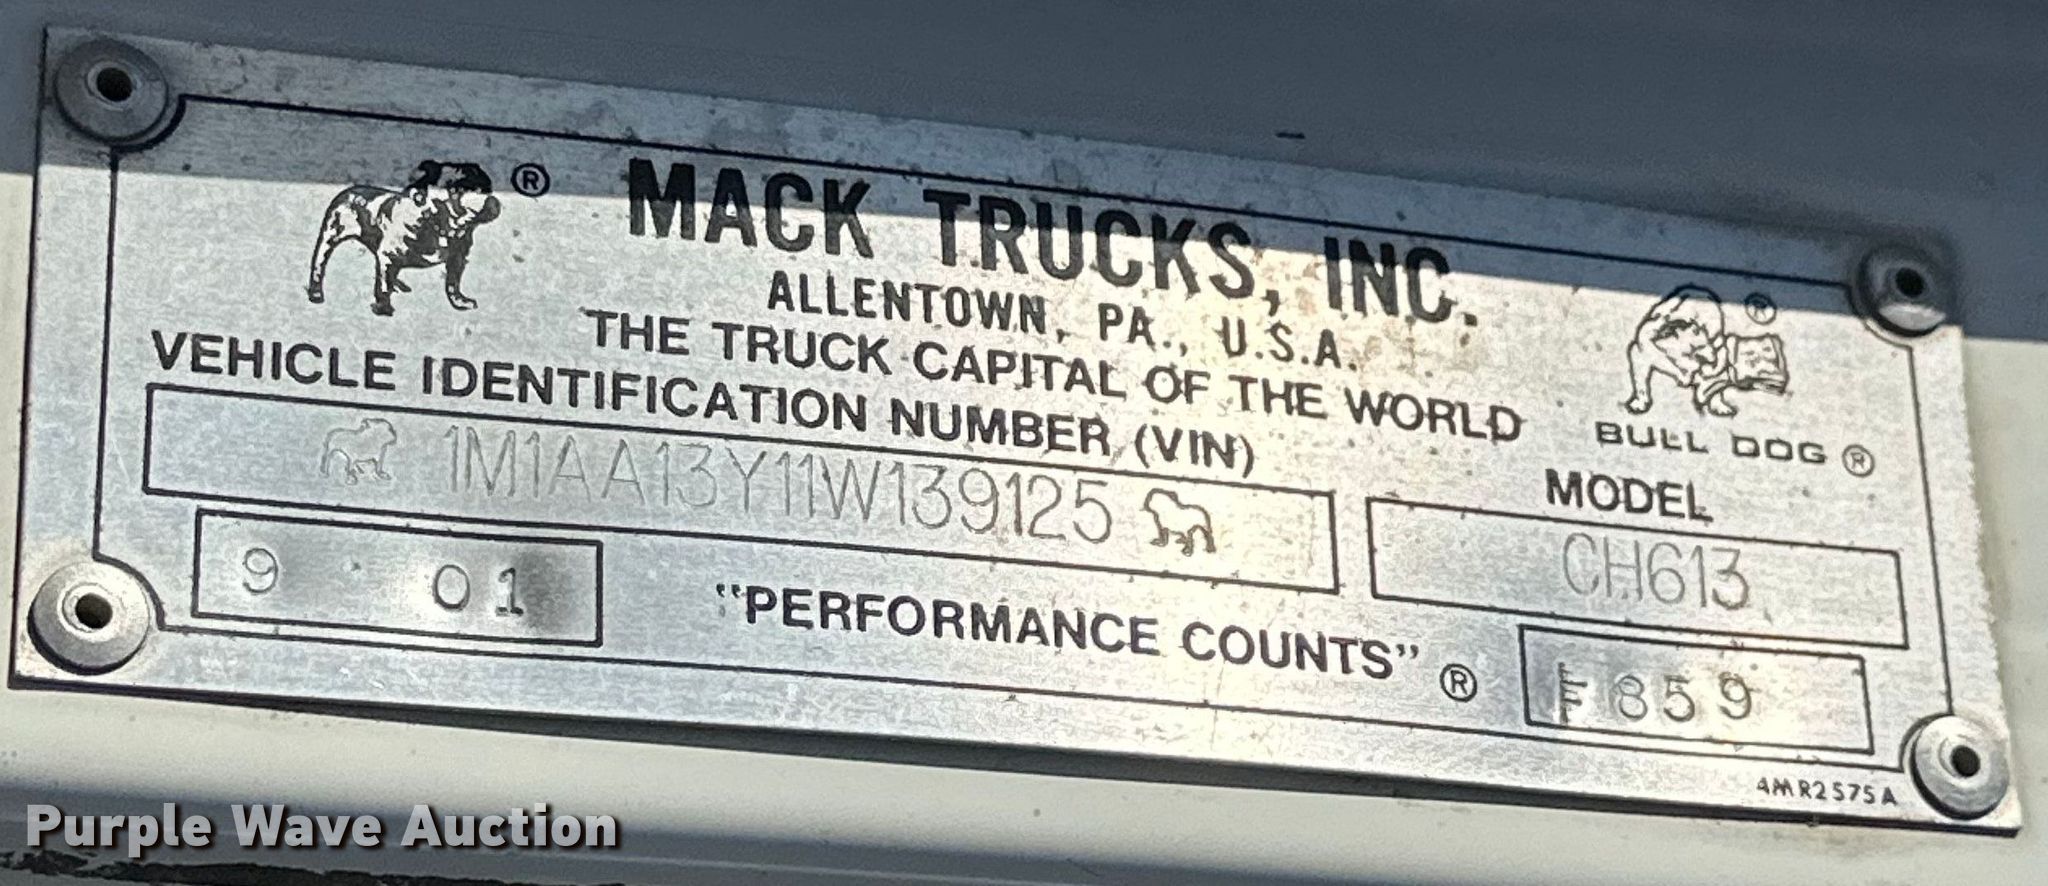 ® MACK TRUCKS, INC.
ALLENTOWN, PA., U.S.A.
THE TRUCK CAPITAL OF THE WORLD
®
BULL DOG ®
VEHICLE IDENTIFICATION NUMBER (VIN)
1M1AA13Y11W139125
MODEL
CH613
9 01
"PERFORMANCE COUNTS" ®
F859
4MR2575A
Purple Wave Auction